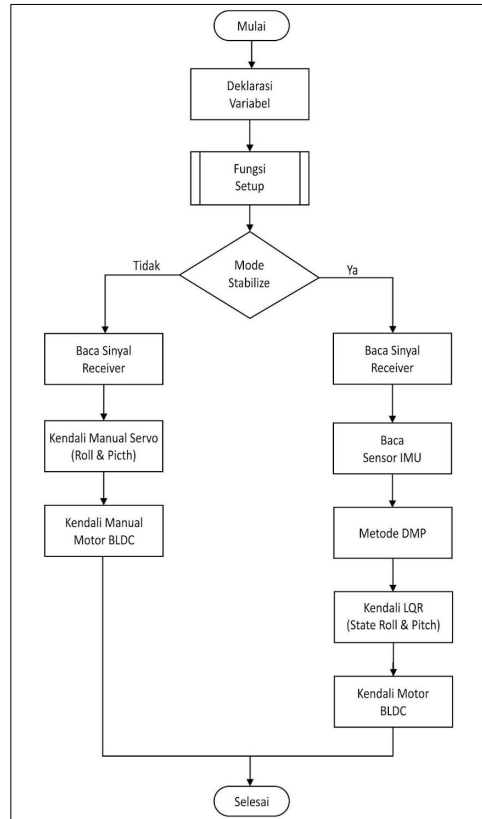 Mulai
Deklarasi
Variabel
Fungsi
Setup
Mode
Stabilize
Tidak
Ya
Baca Sinyal
Receiver
Kendali Manual Servo
(Roll & Picth)
Kendali Manual
Motor BLDC
Baca Sinyal
Receiver
Baca
Sensor IMU
Metode DMP
Kendali LQR
(State Roll & Pitch)
Kendali Motor
BLDC
Selesai